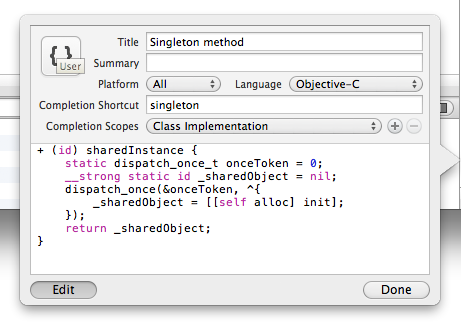 { }
User
Title Singleton method
Summary
Platform All Language Objective-C
Completion Shortcut singleton
Completion Scopes Class Implementation
+ (id) sharedInstance {
    static dispatch_once_t onceToken = 0;
    __strong static id _sharedObject = nil;
    dispatch_once(&onceToken, ^{
        _sharedObject = [[self alloc] init];
    });
    return _sharedObject;
}
Edit Done